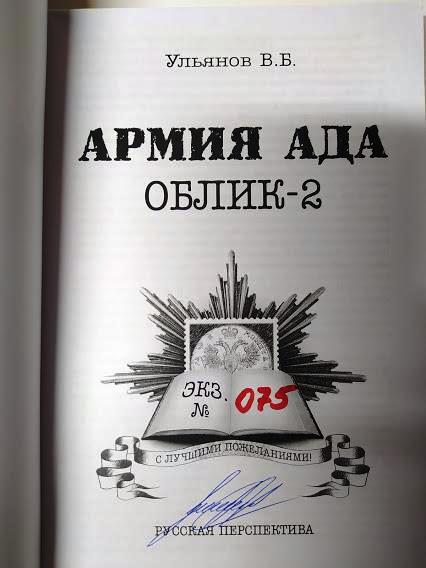 Ульянов В.Б.
АРМИЯ АДА
ОБЛИК-2
ЭКЗ.
№ 075
С ЛУЧШИМИ ПОЖЕЛАНИЯМИ!
РУССКАЯ ПЕРСПЕКТИВА